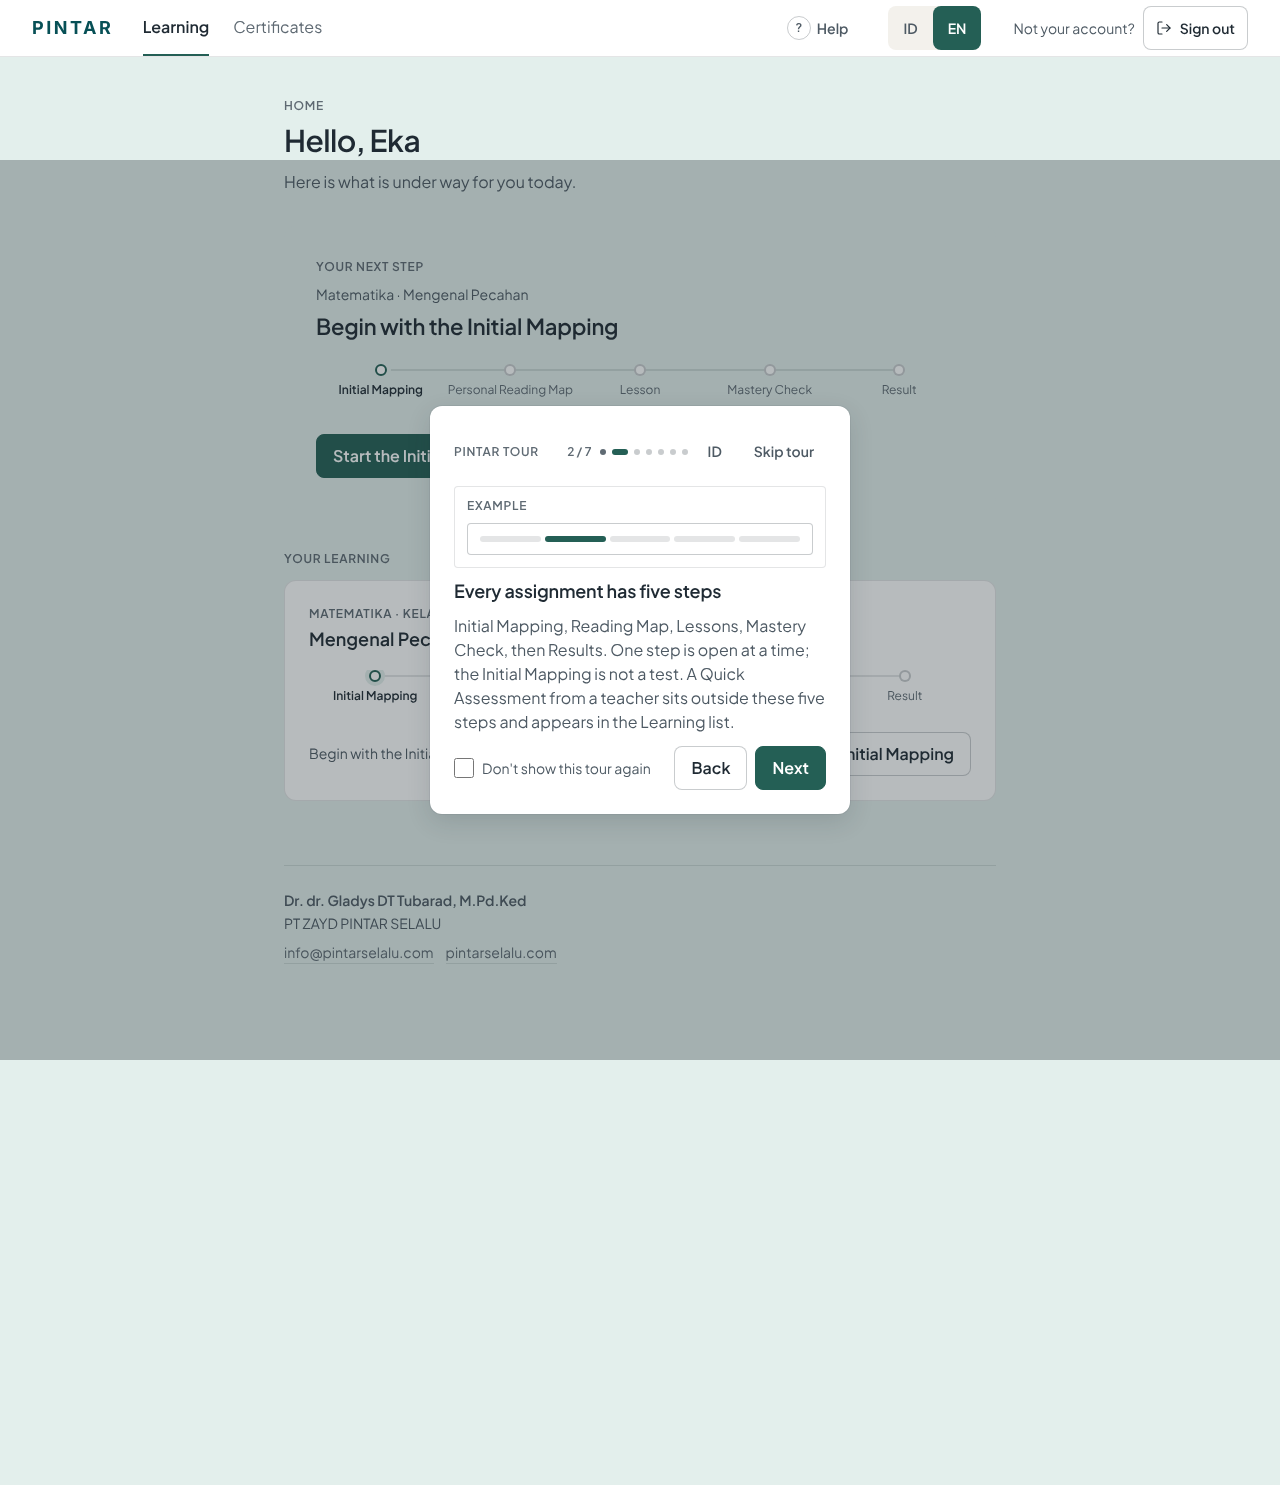 PINTAR Learning Certificates ? Help ID EN Not your account? Sign out
HOME
Hello, Eka
Here is what is under way for you today.
YOUR NEXT STEP
Matematika · Mengenal Pecahan
Begin with the Initial Mapping
Initial Mapping Personal Reading Map Lesson Mastery Check Result
Start the Initi
PINTAR TOUR 2 / 7 ID Skip tour
EXAMPLE
Every assignment has five steps
Initial Mapping, Reading Map, Lessons, Mastery
Check, then Results. One step is open at a time;
the Initial Mapping is not a test. A Quick
Assessment from a teacher sits outside these five
steps and appears in the Learning list.
Don't show this tour again Back Next
YOUR LEARNING
MATEMATIKA · KELA
Mengenal Pec
Initial Mapping Result
Begin with the Initia nitial Mapping
Dr. dr. Gladys DT Tubarad, M.Pd.Ked
PT ZAYD PINTAR SELALU
info@pintarselalu.com pintarselalu.com